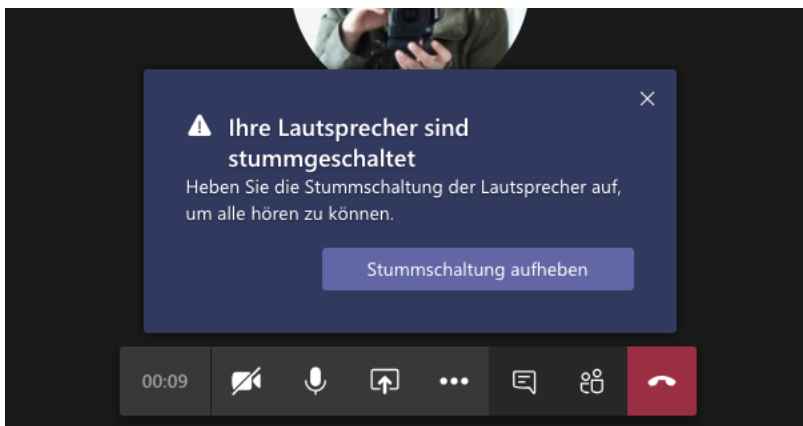 Ihre Lautsprecher sind
stummgeschaltet
Heben Sie die Stummschaltung der Lautsprecher auf,
um alle hören zu können.
Stummschaltung aufheben
00:09